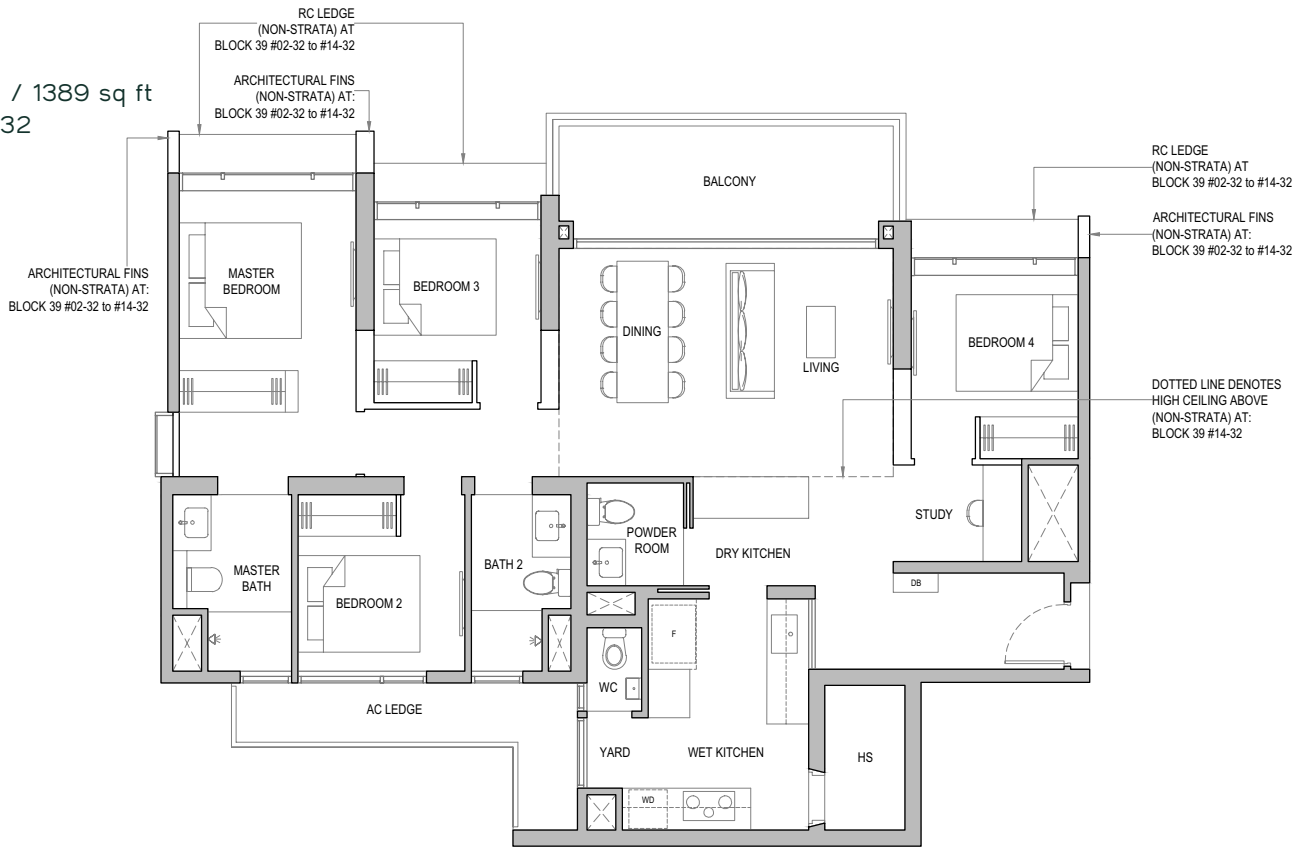 RC LEDGE
(NON-STRATA) AT
BLOCK 39 #02-32 to #14-32
ARCHITECTURAL FINS
(NON-STRATA) AT:
BLOCK 39 #02-32 to #14-32
/ 1389 sq ft
32
RC LEDGE
(NON-STRATA) AT
BLOCK 39 #02-32 to #14-32
BALCONY
ARCHITECTURAL FINS
(NON-STRATA) AT:
BLOCK 39 #02-32 to #14-32
ARCHITECTURAL FINS
(NON-STRATA) AT:
BLOCK 39 #02-32 to #14-32
MASTER
BEDROOM
BEDROOM 3
DINING
LIVING
BEDROOM 4
DOTTED LINE DENOTES
HIGH CEILING ABOVE
(NON-STRATA) AT:
BLOCK 39 #14-32
STUDY
POWDER
ROOM
DRY KITCHEN
MASTER
BATH
BEDROOM 2
BATH 2
DB
F
WC
AC LEDGE
YARD
WET KITCHEN
HS
WD